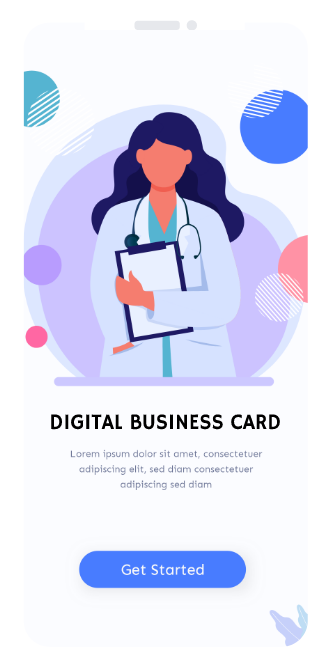 DIGITAL BUSINESS CARD
Lorem ipsum dolor sit amet, consectetuer
adipiscing elit, sed diam consectetuer
adipiscing sed diam
Get Started